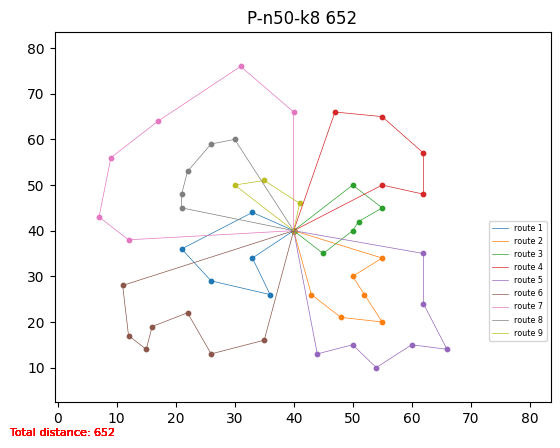 P-n50-k8 652
80
70
60
50
40
30
20
10
0 10 20 30 40 50 60 70 80
route 1
route 2
route 3
route 4
route 5
route 6
route 7
route 8
route 9
Total distance: 652